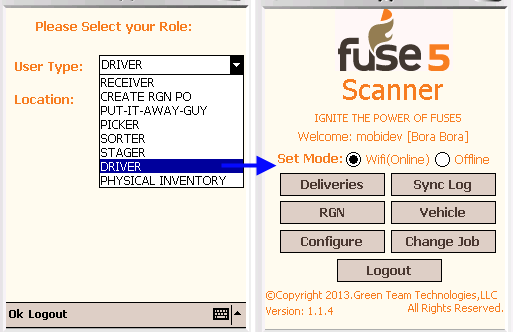 Please Select your Role:
User Type: DRIVER
Location:
RECEIVER
CREATE RGN PO
PUT-IT-AWAY-GUY
PICKER
SORTER
STAGER
DRIVER
PHYSICAL INVENTORY
Ok Logout
fuse 5
Scanner
IGNITE THE POWER OF FUSE5
Welcome: mobidev [Bora Bora]
Set Mode: Wifi(Online) Offline
Deliveries Sync Log
RGN Vehicle
Configure Change Job
Logout
©Copyright 2013.Green Team Technologies,LLC
Version: 1.1.4 All Rights Reserved.